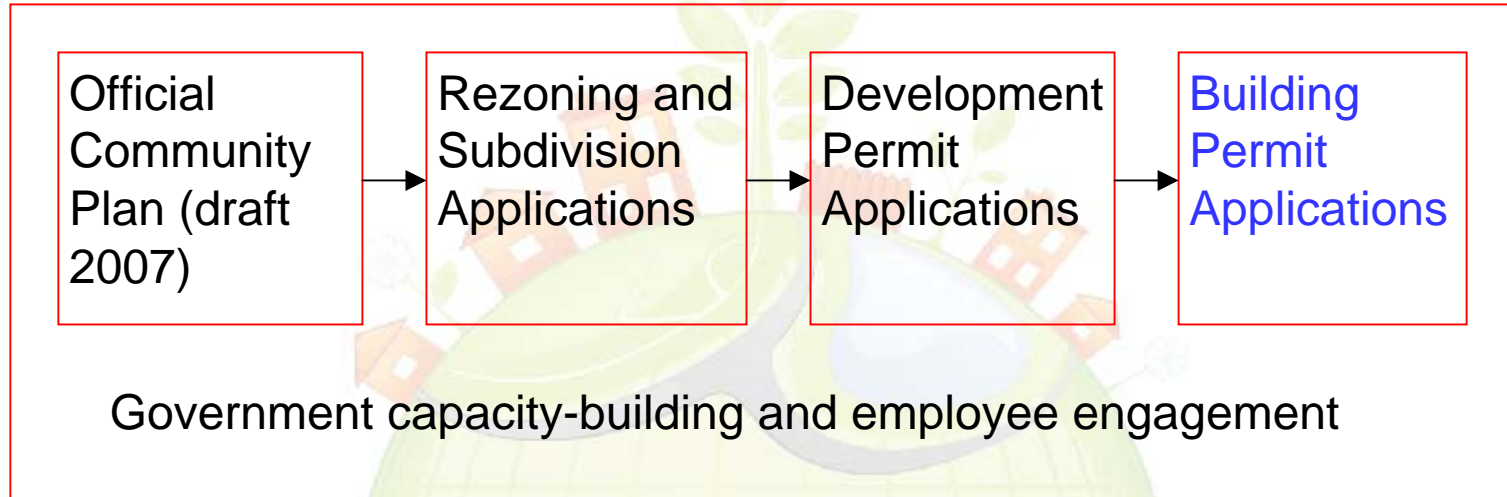 Official
Community
Plan (draft
2007)
Rezoning and
Subdivision
Applications
Development
Permit
Applications
Building
Permit
Applications
Government capacity-building and employee engagement